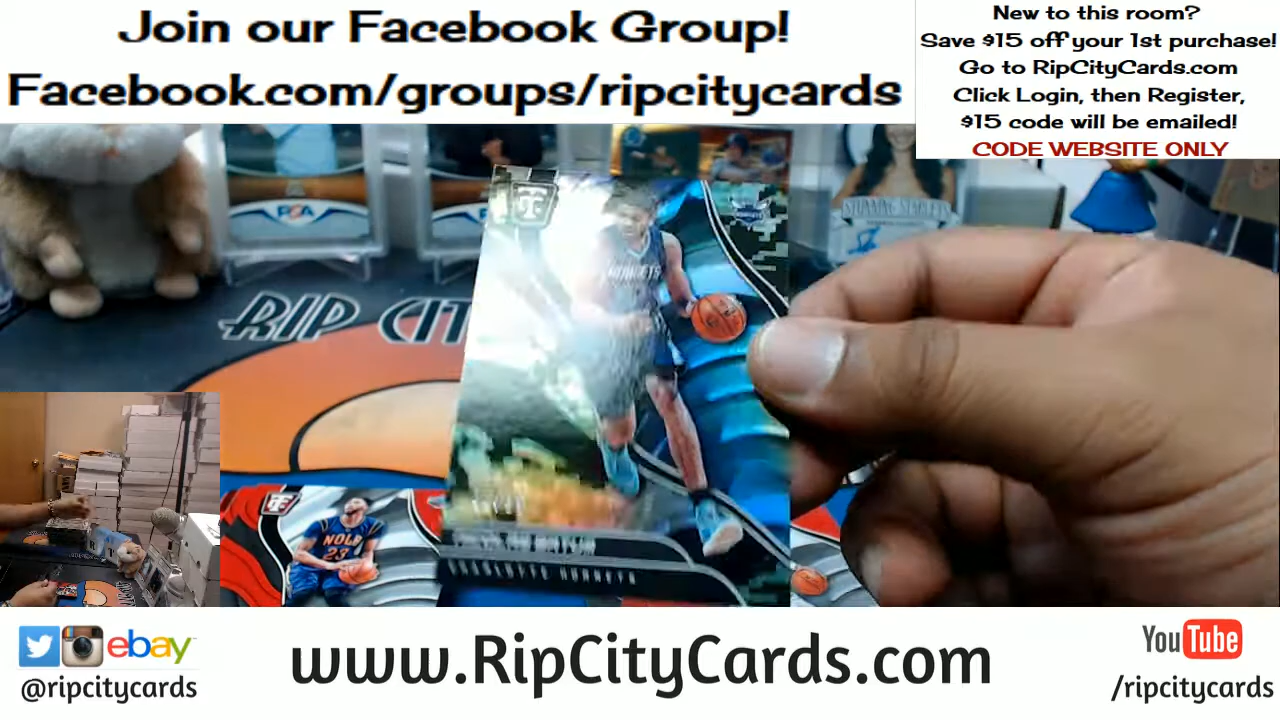 Join our Facebook Group!
Facebook.com/groups/ripcitycards
New to this room?
Save $15 off your 1st purchase!
Go to RipCityCards.com
Click Login, then Register,
$15 code will be emailed!
CODE WEBSITE ONLY
PSA
RIP CIT
HORNETS
NOLA
23
CHARLOTTE HORNETS
ebay
@ripcitycards
www.RipCityCards.com
YouTube
/ripcitycards